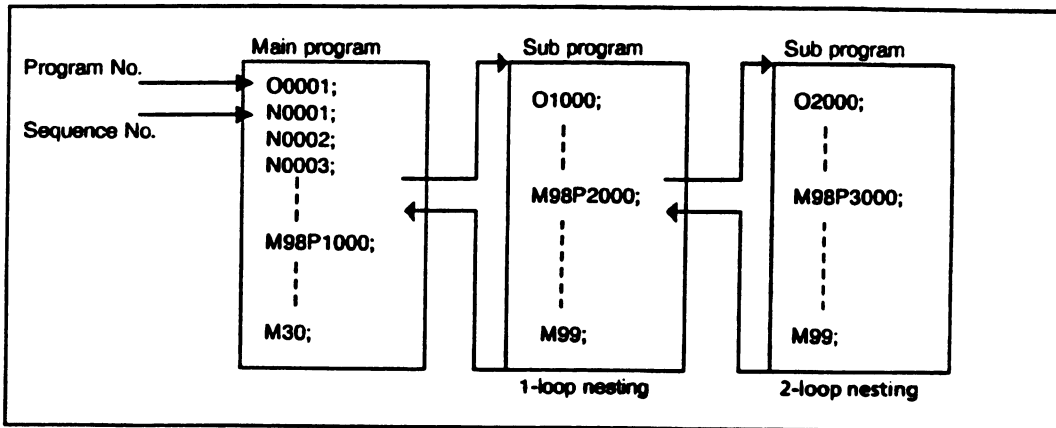 Program No.
Sequence No.
Main program
O0001;
N0001;
N0002;
N0003;
M98P1000;
M30;
Sub program
O1000;
M98P2000;
M99;
1-loop nesting
Sub program
O2000;
M98P3000;
M99;
2-loop nesting